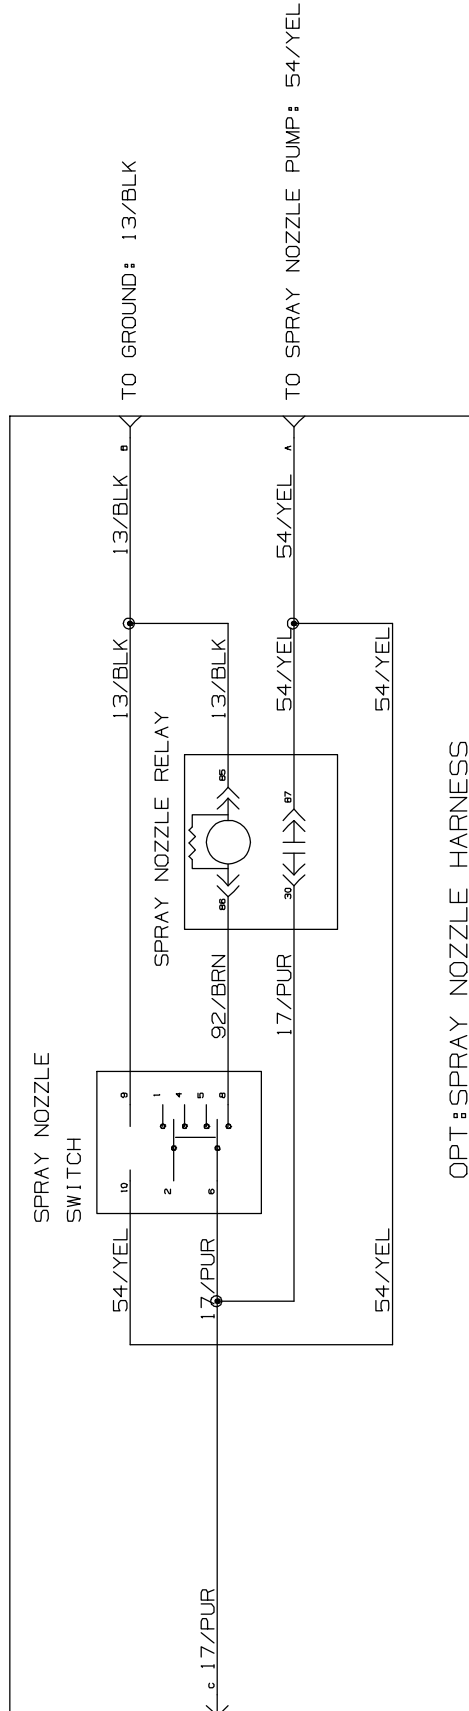 TO GROUND: 13/BLK
TO SPRAY NOZZLE PUMP: 54/YEL
B
A
13/BLK
54/YEL
13/BLK
13/BLK
54/YEL
54/YEL
SPRAY NOZZLE RELAY
85
87
86
30
92/BRN
17/PUR
SPRAY NOZZLE
SWITCH
9
1
4
5
8
10
2
6
54/YEL
17/PUR
54/YEL
C
17/PUR
OPT:SPRAY NOZZLE HARNESS